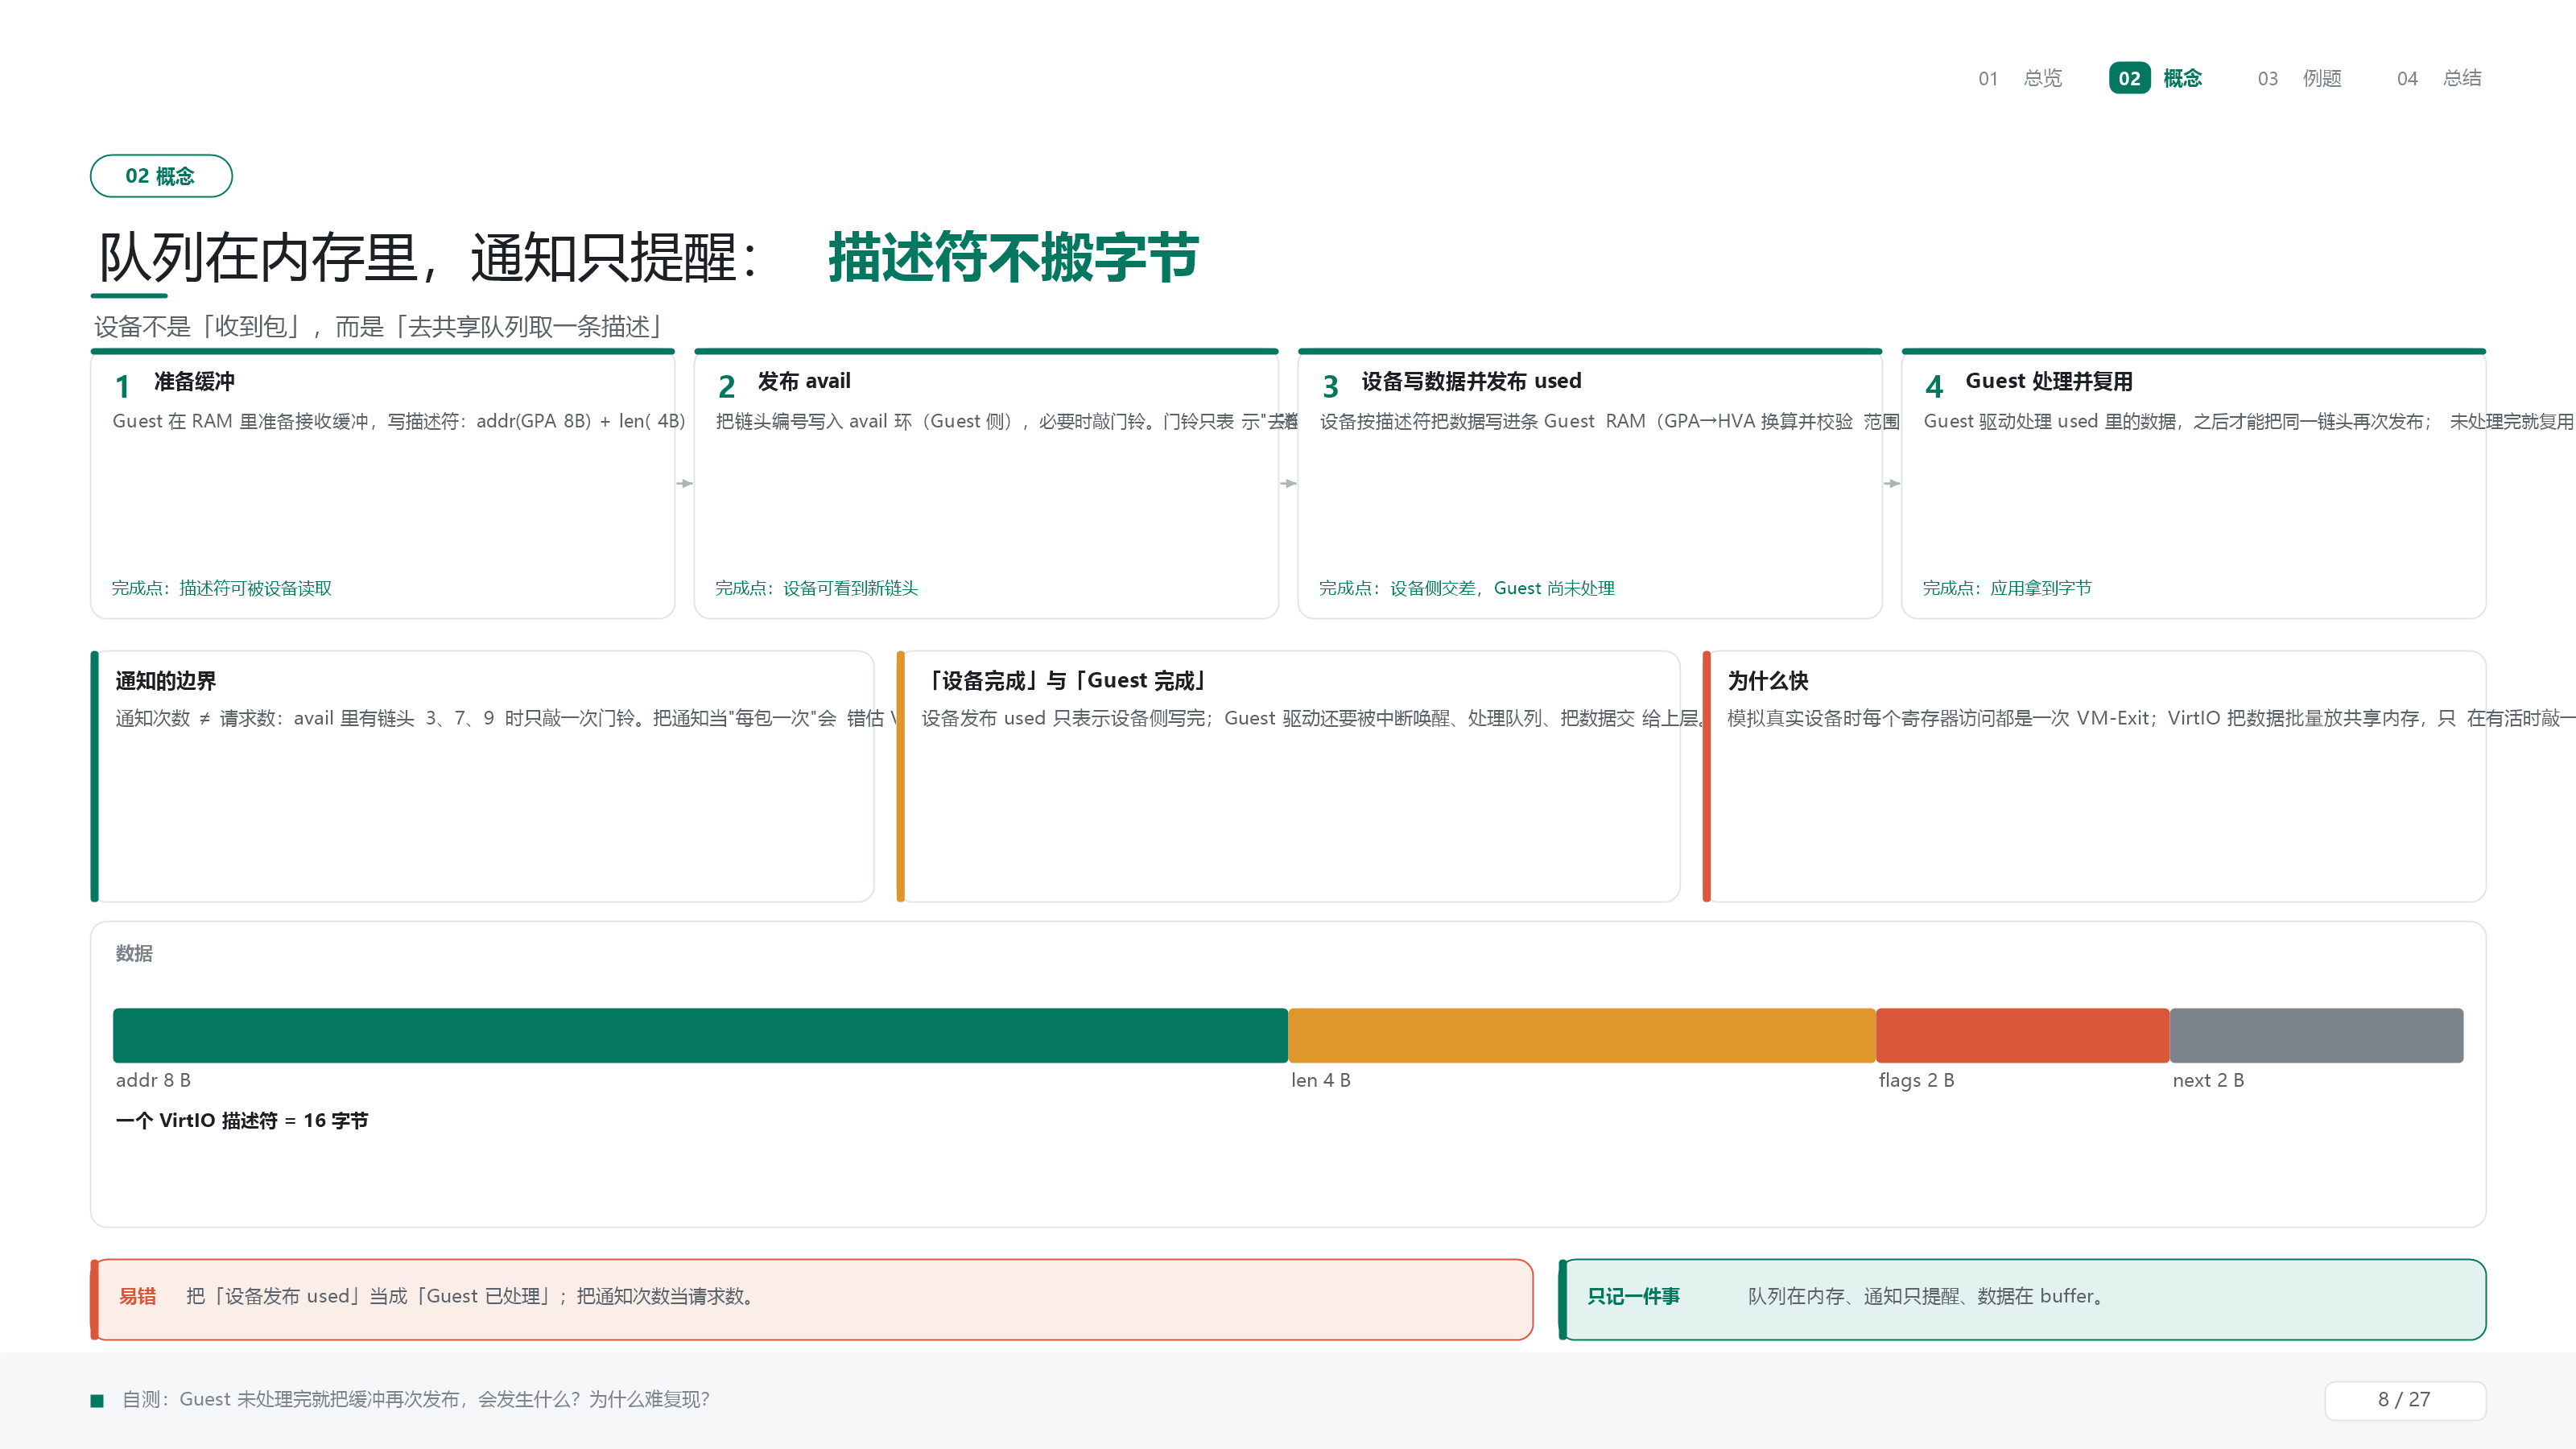 01 总览 02 概念 03 例题 04 总结
02 概念
队列在内存里，通知只提醒： 描述符不搬字节
设备不是「收到包」，而是「去共享队列取一条描述」
1 准备缓冲
Guest 在 RAM 里准备接收缓冲，写描述符：addr(GPA 8B) + len( 4B)
完成点：描述符可被设备读取
2 发布 avail
把链头编号写入 avail 环（Guest 侧），必要时敲门铃。门铃只表 示"去
完成点：设备可看到新链头
3 设备写数据并发布 used
设备按描述符把数据写进条 Guest RAM（GPA→HVA 换算并校验 范围
完成点：设备侧交差，Guest 尚未处理
4 Guest 处理并复用
Guest 驱动处理 used 里的数据，之后才能把同一链头再次发布； 未处理完就复用
完成点：应用拿到字节
通知的边界
通知次数 ≠ 请求数：avail 里有链头 3、7、9 时只敲一次门铃。把通知当"每包一次"会 错估
「设备完成」与「Guest 完成」
设备发布 used 只表示设备侧写完；Guest 驱动还要被中断唤醒、处理队列、把数据交 给上层。
为什么快
模拟真实设备时每个寄存器访问都是一次 VM-Exit；VirtIO 把数据批量放共享内存，只 在有活时敲一
数据
addr 8 B len 4 B flags 2 B next 2 B
一个 VirtIO 描述符 = 16 字节
易错 把「设备发布 used」当成「Guest 已处理」；把通知次数当请求数。
只记一件事 队列在内存、通知只提醒、数据在 buffer。
自测：Guest 未处理完就把缓冲再次发布，会发生什么？为什么难复现？
8 / 27